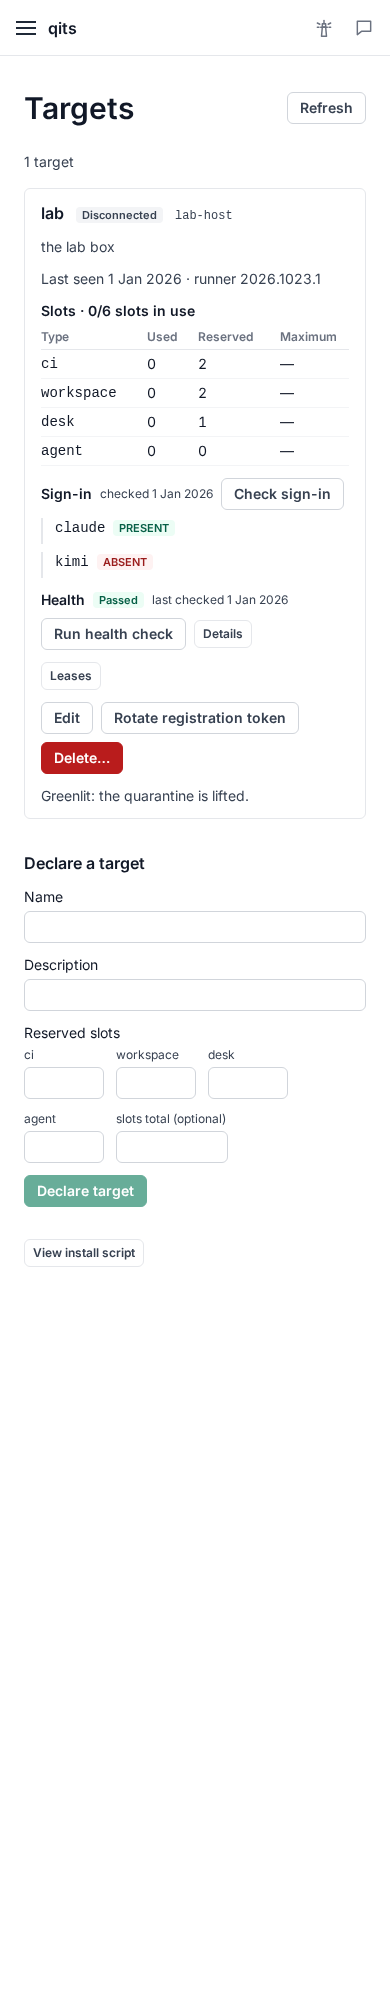 qits
Targets
Refresh
1 target
lab Disconnected lab-host
the lab box
Last seen 1 Jan 2026 · runner 2026.1023.1
Slots · 0/6 slots in use
Type Used Reserved Maximum
ci 0 2 —
workspace 0 2 —
desk 0 1 —
agent 0 0 —
Sign-in checked 1 Jan 2026 Check sign-in
claude PRESENT
kimi ABSENT
Health Passed last checked 1 Jan 2026
Run health check Details
Leases
Edit Rotate registration token
Delete…
Greenlit: the quarantine is lifted.
Declare a target
Name
Description
Reserved slots
ci workspace desk
agent slots total (optional)
Declare target
View install script